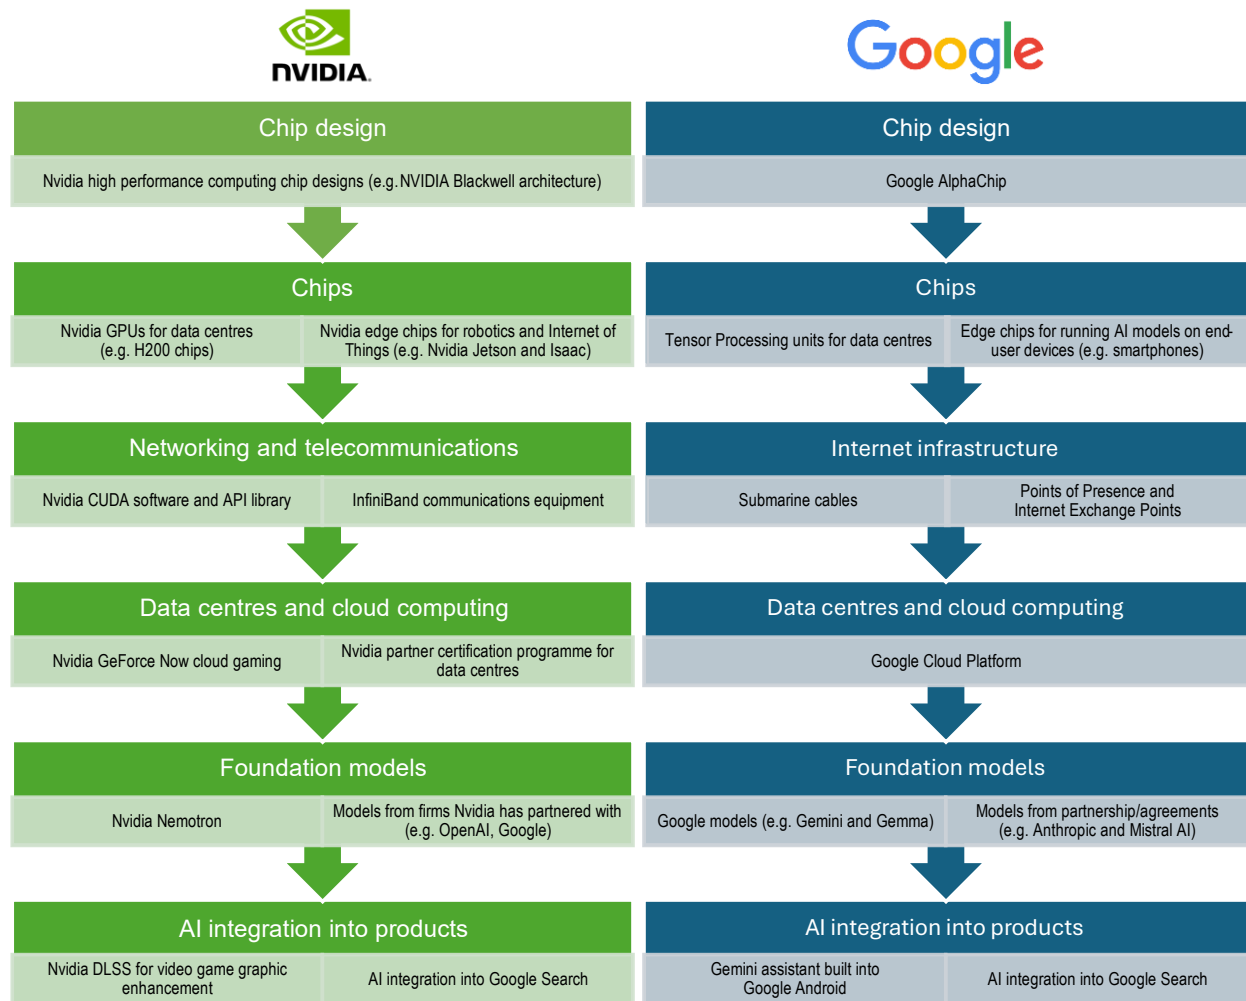 NVIDIA.
Chip design
Nvidia high performance computing chip designs (e.g. NVIDIA Blackwell architecture)
Chips
Nvidia GPUs for data centres
(e.g. H200 chips)
Nvidia edge chips for robotics and Internet of
Things (e.g. Nvidia Jetson and Isaac)
Networking and telecommunications
Nvidia CUDA software and API library
InfiniBand communications equipment
Data centres and cloud computing
Nvidia GeForce Now cloud gaming
Nvidia partner certification programme for
data centres
Foundation models
Nvidia Nemotron
Models from firms Nvidia has partnered with
(e.g. OpenAI, Google)
AI integration into products
Nvidia DLSS for video game graphic
enhancement
AI integration into Google Search
Google
Chip design
Google AlphaChip
Chips
Tensor Processing units for data centres
Edge chips for running AI models on end-
user devices (e.g. smartphones)
Internet infrastructure
Submarine cables
Points of Presence and
Internet Exchange Points
Data centres and cloud computing
Google Cloud Platform
Foundation models
Google models (e.g. Gemini and Gemma)
Models from partnership/agreements
(e.g. Anthropic and Mistral AI)
AI integration into products
Gemini assistant built into
Google Android
AI integration into Google Search